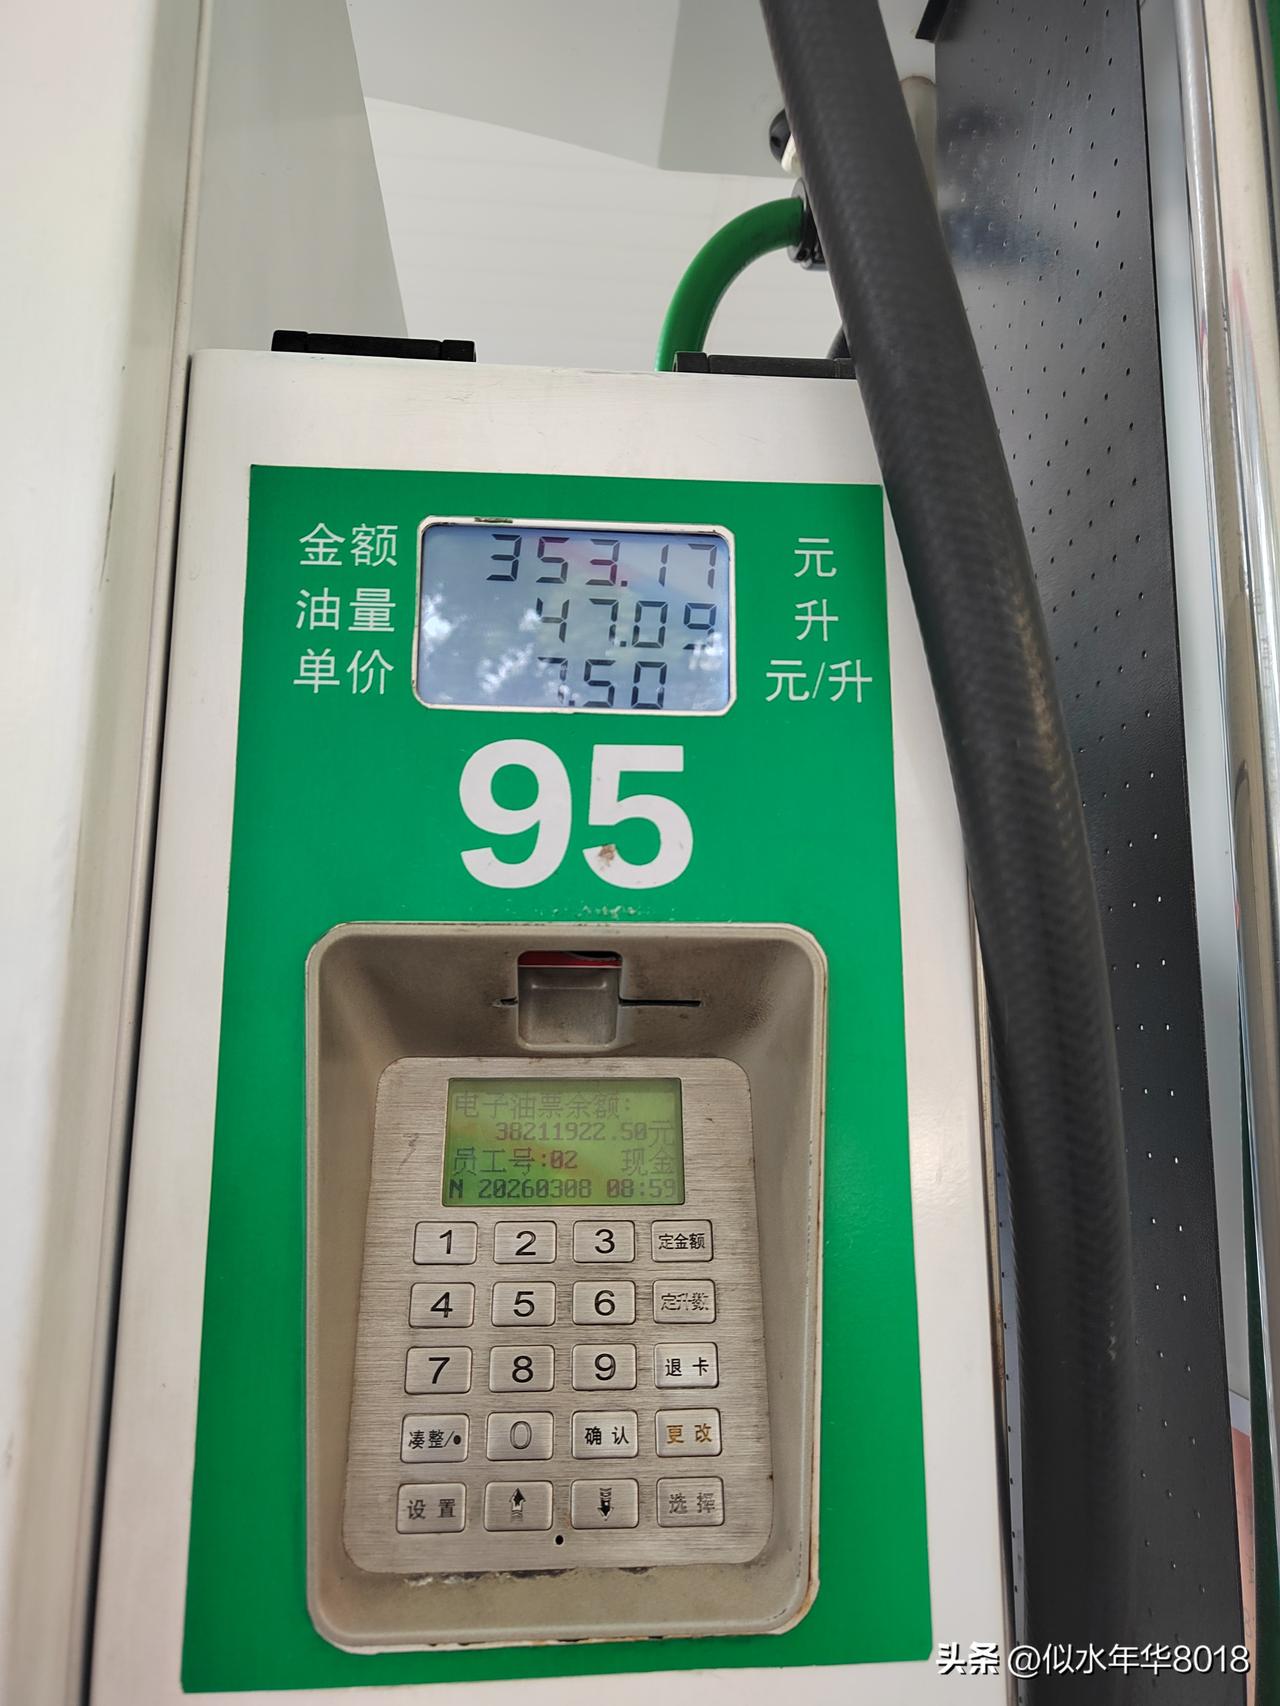 金额 353.17 元
油量 47.09 升
单价 7.50 元/升
95
电子油票余额:
38211922.50元
员工号:02 现金
N 20260308 08:59
1 2 3 定金额
4 5 6 定升数
7 8 9 退卡
凑整/● 0 确认 更改
设置 选择
头条 @似水年华8018